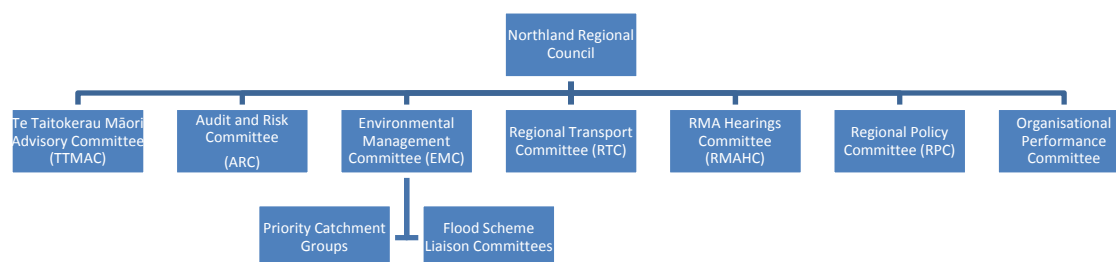 Northland Regional
Council
Te Taitokerau Māori
Advisory Committee
(TTMAC)
Audit and Risk
Committee
(ARC)
Environmental
Management
Committee (EMC)
Regional Transport
Committee (RTC)
RMA Hearings
Committee
(RMAHC)
Regional Policy
Committee (RPC)
Organisational
Performance
Committee
Priority Catchment
Groups
Flood Scheme
Liaison Committees